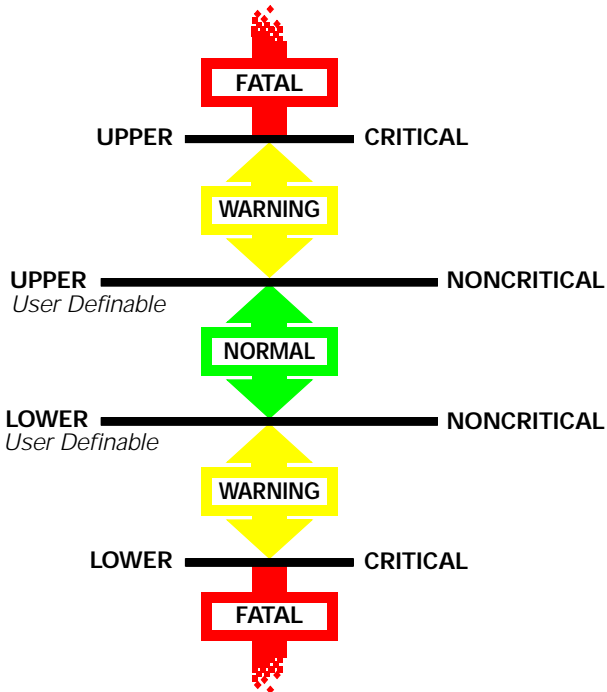 FATAL
UPPER CRITICAL
WARNING
UPPER NONCRITICAL
User Definable
NORMAL
LOWER NONCRITICAL
User Definable
WARNING
LOWER CRITICAL
FATAL